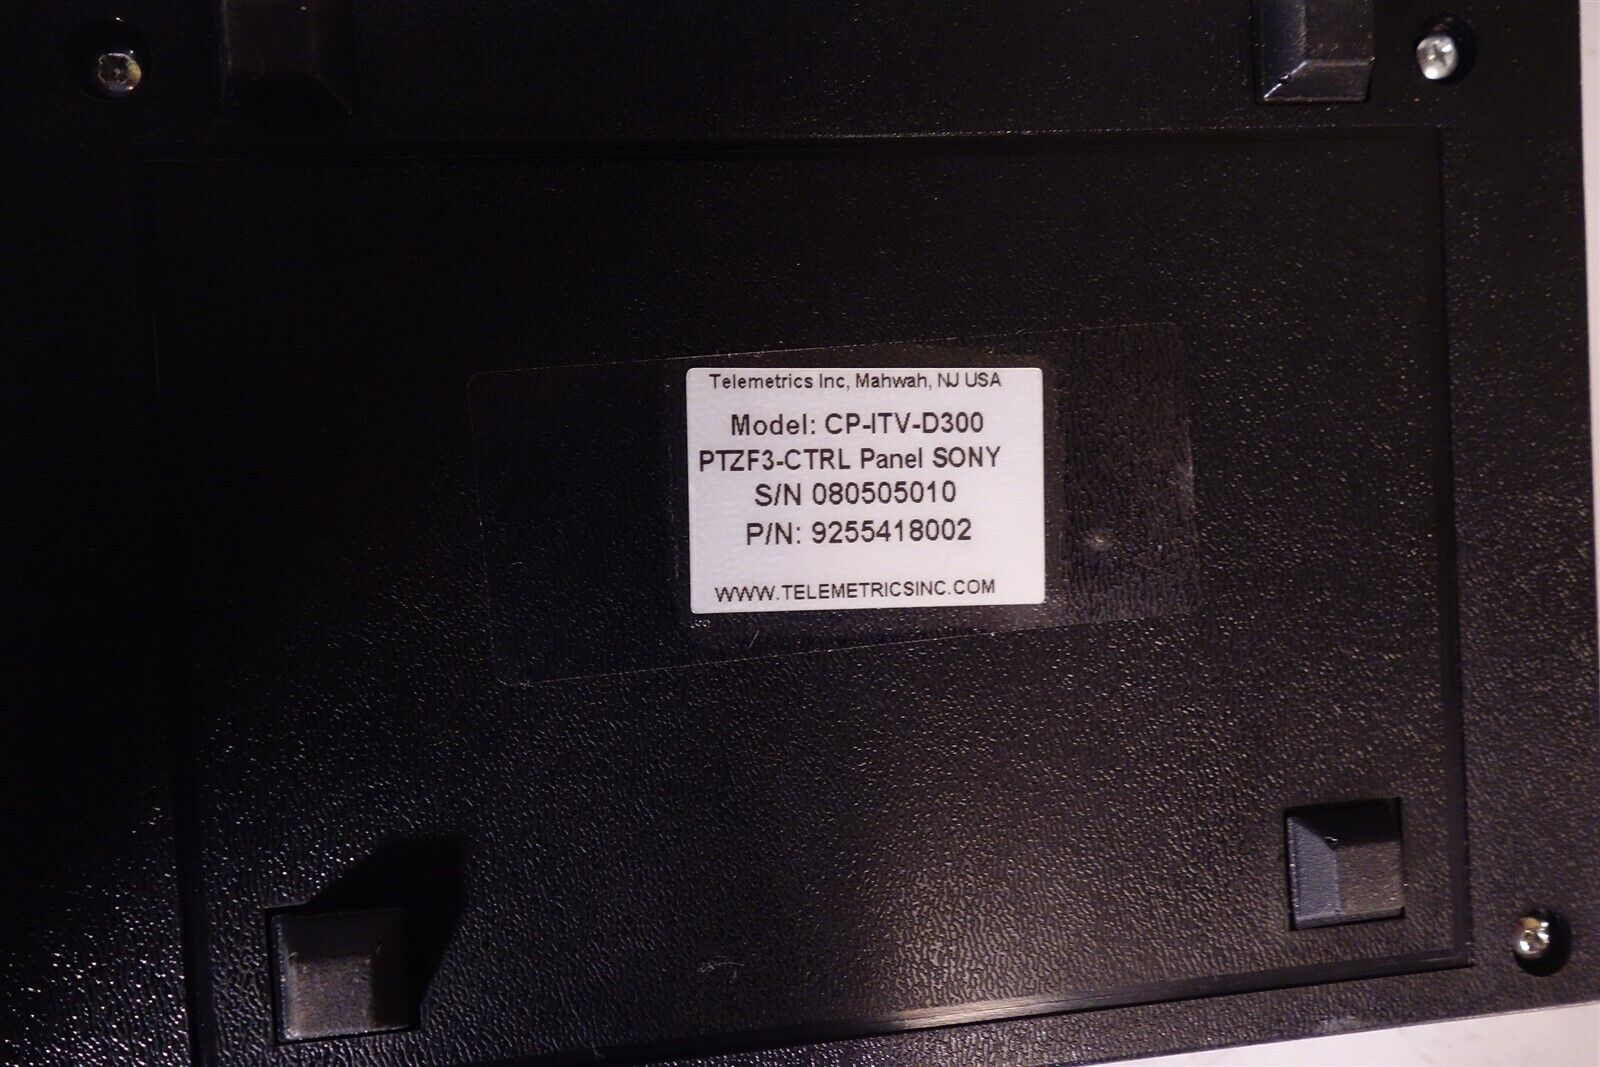 Telemetrics Inc, Mahwah, NJ USA
Model: CP-ITV-D300
PTZF3-CTRL Panel SONY
S/N 080505010
P/N: 9255418002
WWW.TELEMETRICSINC.COM